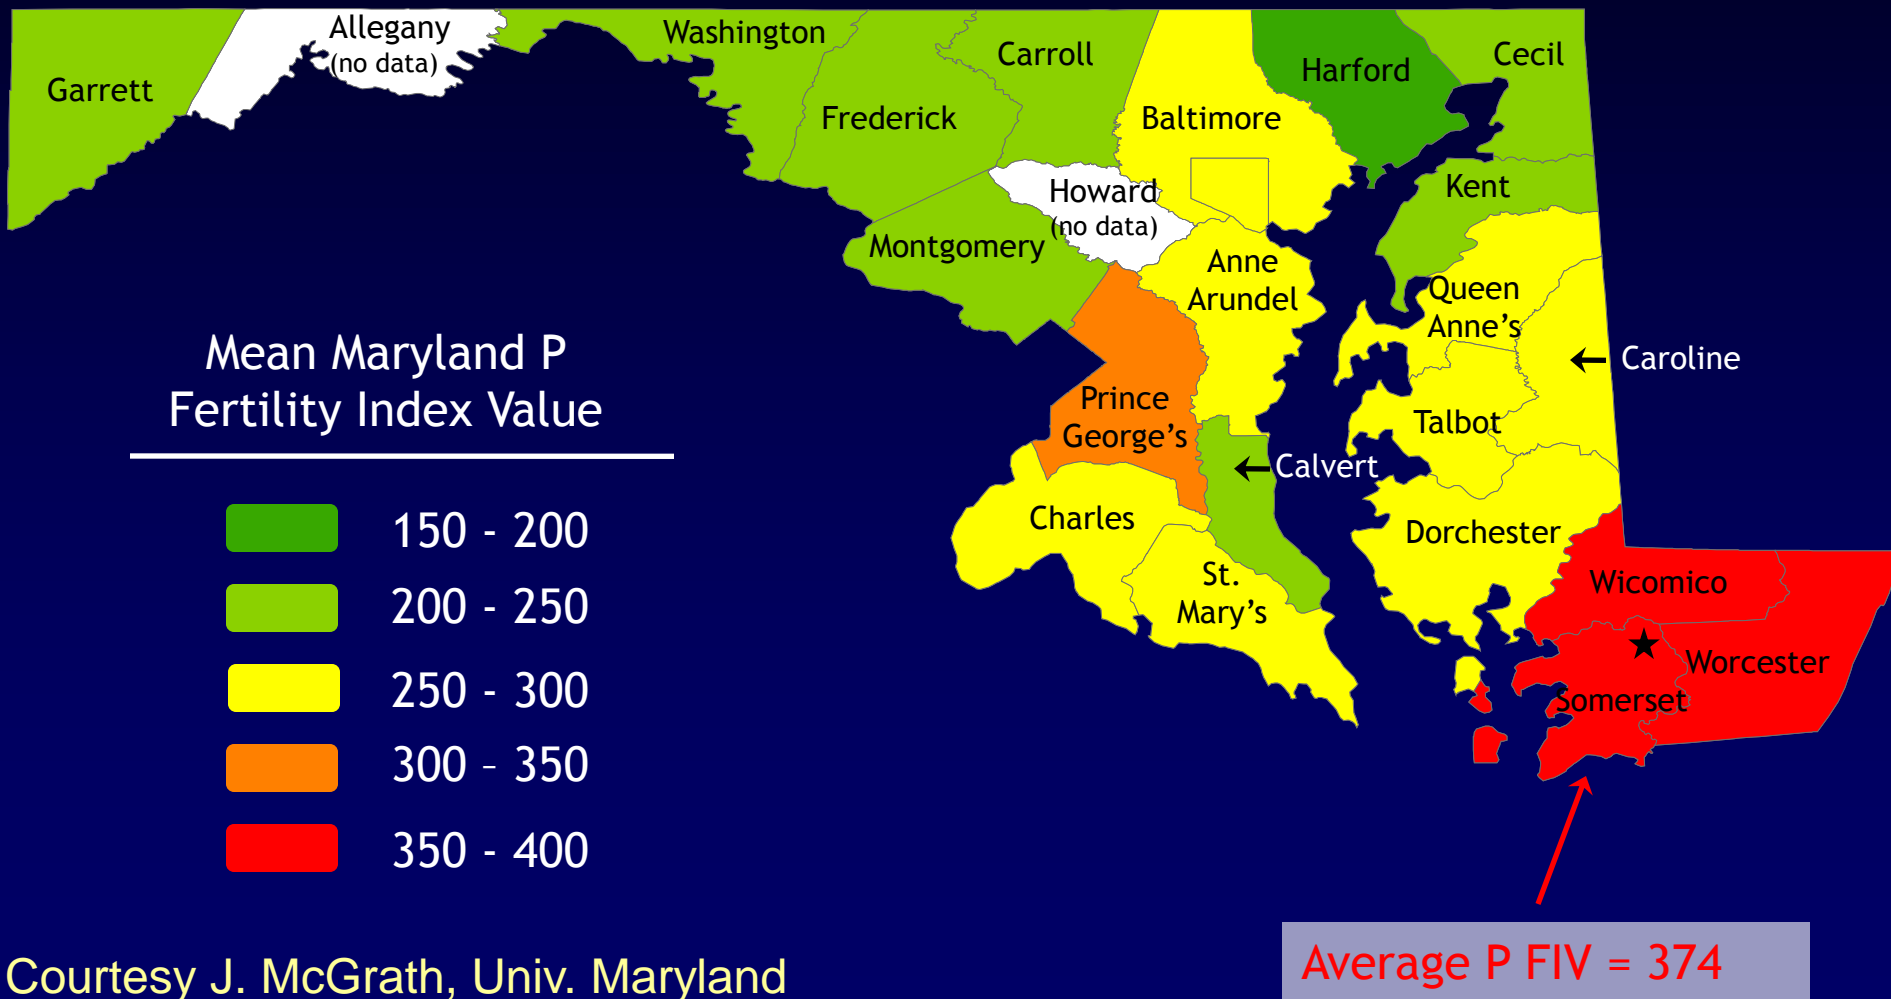 Allegany
(no data)
Washington
Carroll
Harford
Cecil
Garrett
Frederick
Baltimore
Howard
(no data)
Kent
Montgomery
Anne
Arundel
Queen
Anne’s
Caroline
Mean Maryland P
Fertility Index Value
Prince
George’s
Talbot
Calvert
Charles
Dorchester
St.
Mary’s
Wicomico
Worcester
Somerset
150 - 200
200 - 250
250 - 300
300 – 350
350 - 400
Average P FIV = 374
Courtesy J. McGrath, Univ. Maryland